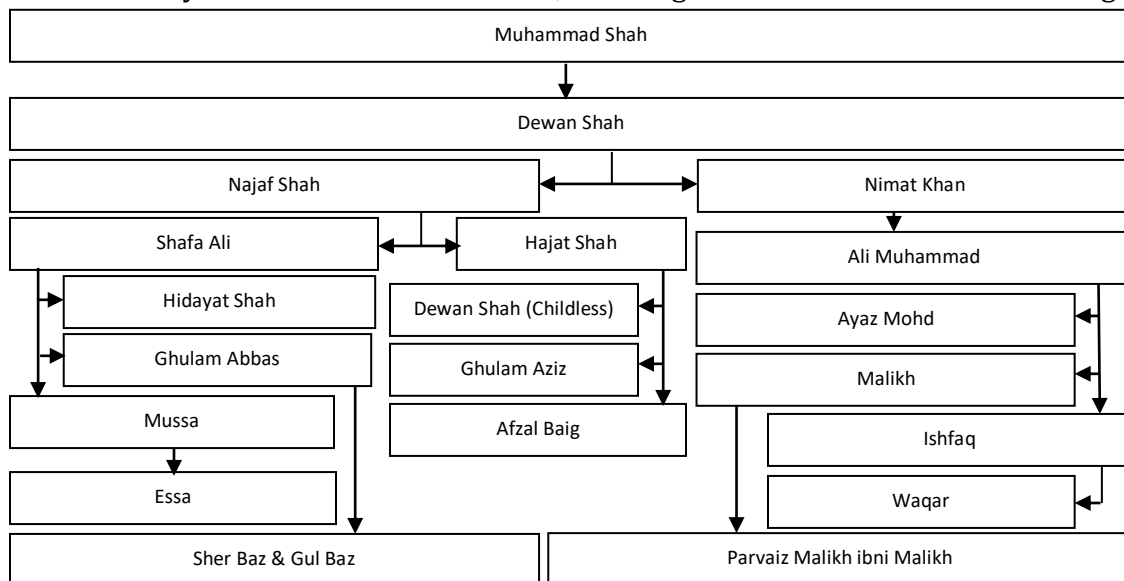 Muhammad Shah
Dewan Shah
Najaf Shah
Nimat Khan
Shafa Ali
Hajat Shah
Ali Muhammad
Hidayat Shah
Dewan Shah (Childless)
Ayaz Mohd
Ghulam Abbas
Ghulam Aziz
Malikh
Mussa
Afzal Baig
Ishfaq
Essa
Waqar
Sher Baz & Gul Baz
Parvaiz Malikh ibni Malikh